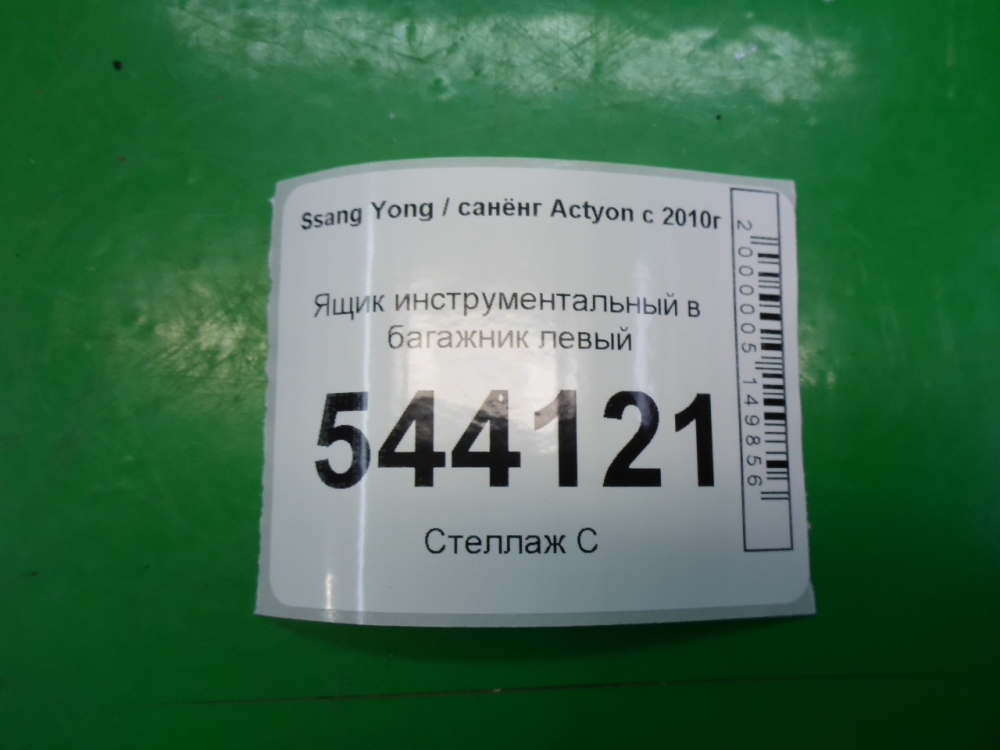 Ssang Yong / санёнг Actyon с 2010г
Ящик инструментальный в
багажник левый
544121
Стеллаж С
2000005149856